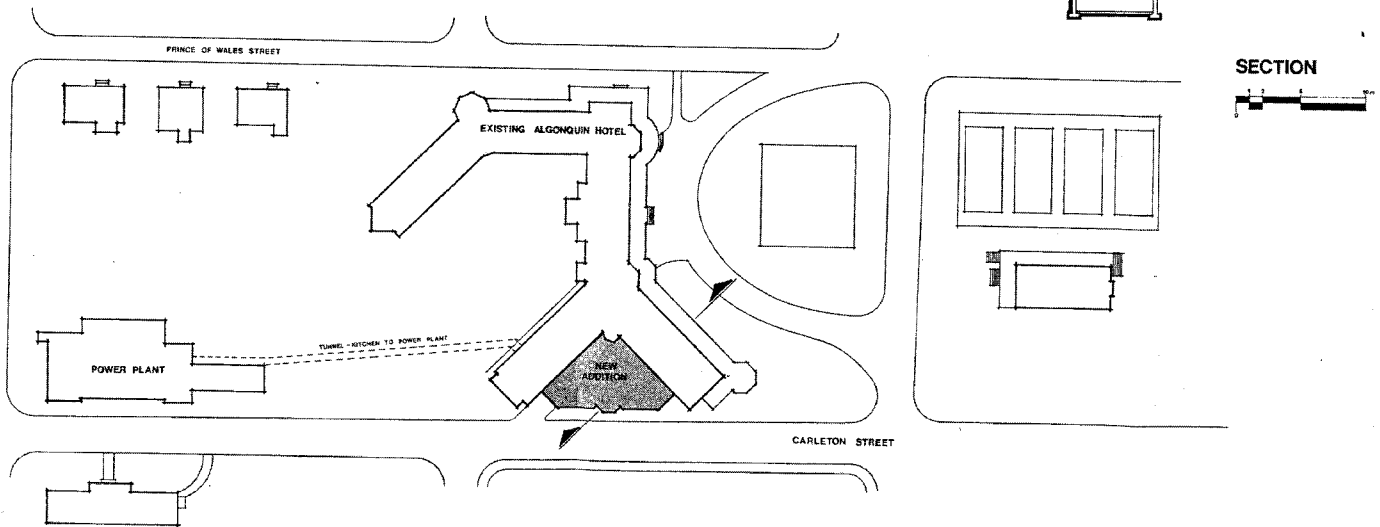 PRINCE OF WALES STREET
SECTION
EXISTING ALGONQUIN HOTEL
TUNNEL - KITCHEN TO POWER PLANT
POWER PLANT
NEW
ADDITION
CARLETON STREET